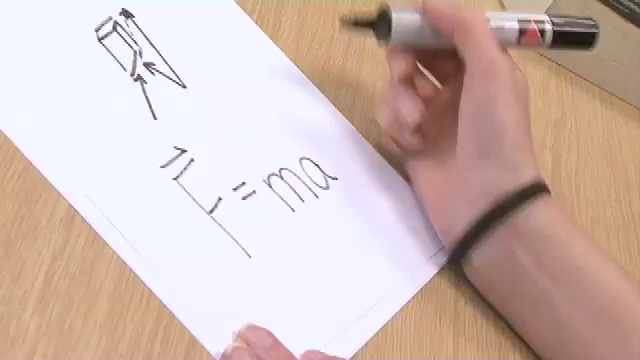 F⃗ = ma